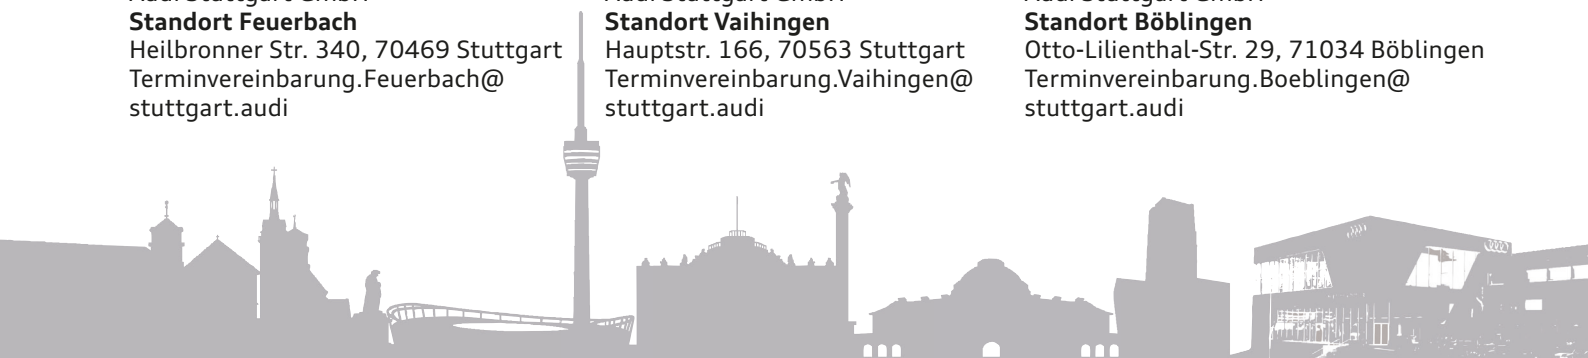 Standort Feuerbach
Heilbronner Str. 340, 70469 Stuttgart
Terminvereinbarung.Feuerbach@
stuttgart.audi
Standort Vaihingen
Hauptstr. 166, 70563 Stuttgart
Terminvereinbarung.Vaihingen@
stuttgart.audi
Standort Böblingen
Otto-Lilienthal-Str. 29, 71034 Böblingen
Terminvereinbarung.Boeblingen@
stuttgart.audi